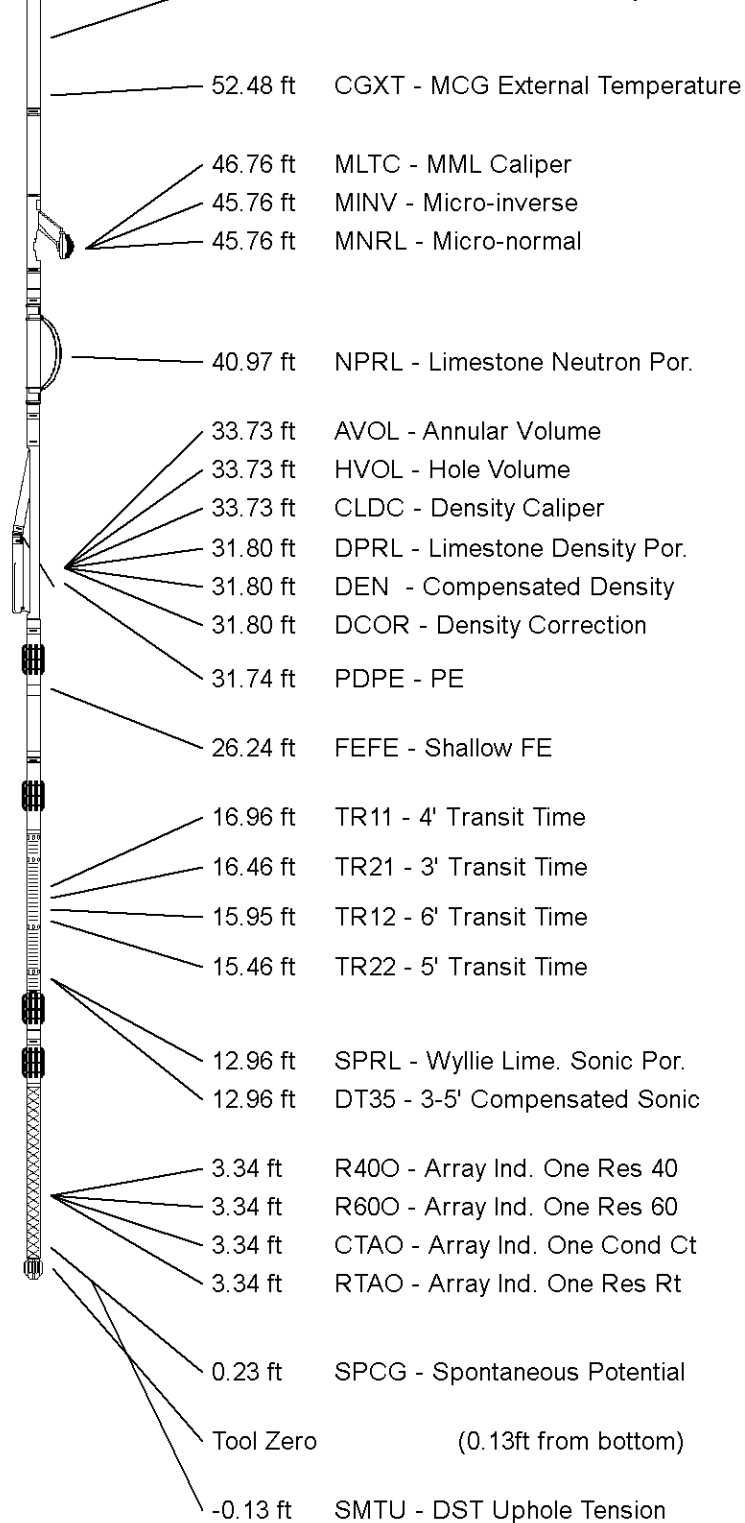 52.48 ft CGXT - MCG External Temperature
46.76 ft MLTC - MML Caliper
45.76 ft MINV - Micro-inverse
45.76 ft MNRL - Micro-normal
40.97 ft NPRL - Limestone Neutron Por.
33.73 ft AVOL - Annular Volume
33.73 ft HVOL - Hole Volume
33.73 ft CLDC - Density Caliper
31.80 ft DPRL - Limestone Density Por.
31.80 ft DEN - Compensated Density
31.80 ft DCOR - Density Correction
31.74 ft PDPE - PE
26.24 ft FEFE - Shallow FE
16.96 ft TR11 - 4' Transit Time
16.46 ft TR21 - 3' Transit Time
15.95 ft TR12 - 6' Transit Time
15.46 ft TR22 - 5' Transit Time
12.96 ft SPRL - Wyllie Lime. Sonic Por.
12.96 ft DT35 - 3-5' Compensated Sonic
3.34 ft R40O - Array Ind. One Res 40
3.34 ft R60O - Array Ind. One Res 60
3.34 ft CTAO - Array Ind. One Cond Ct
3.34 ft RTAO - Array Ind. One Res Rt
0.23 ft SPCG - Spontaneous Potential
Tool Zero (0.13ft from bottom)
-0.13 ft SMTU - DST Uphole Tension